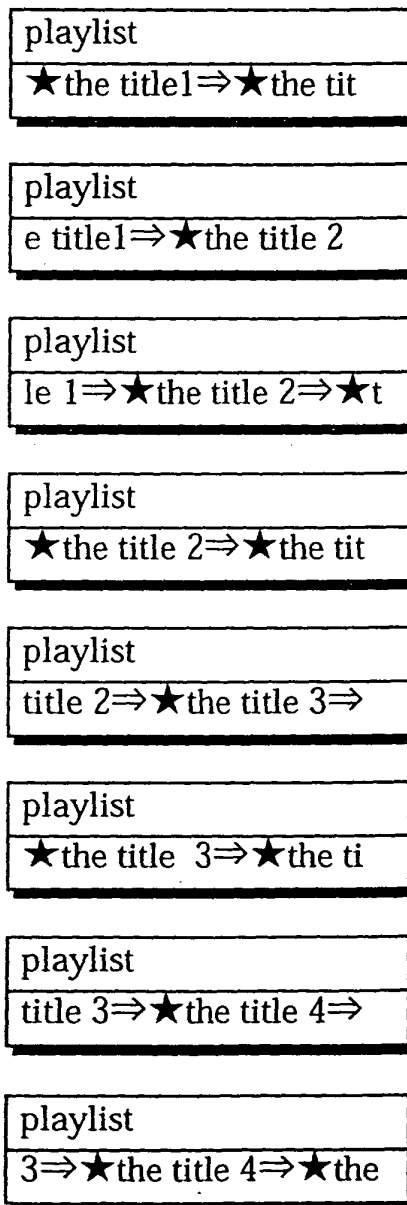 playlist
★the title1⇒★the tit
playlist
e title1⇒★the title 2
playlist
le 1⇒★the title 2⇒★t
playlist
★the title 2⇒★the tit
playlist
title 2⇒★the title 3⇒
playlist
★the title 3⇒★the ti
playlist
title 3⇒★the title 4⇒
playlist
3⇒★the title 4⇒★the